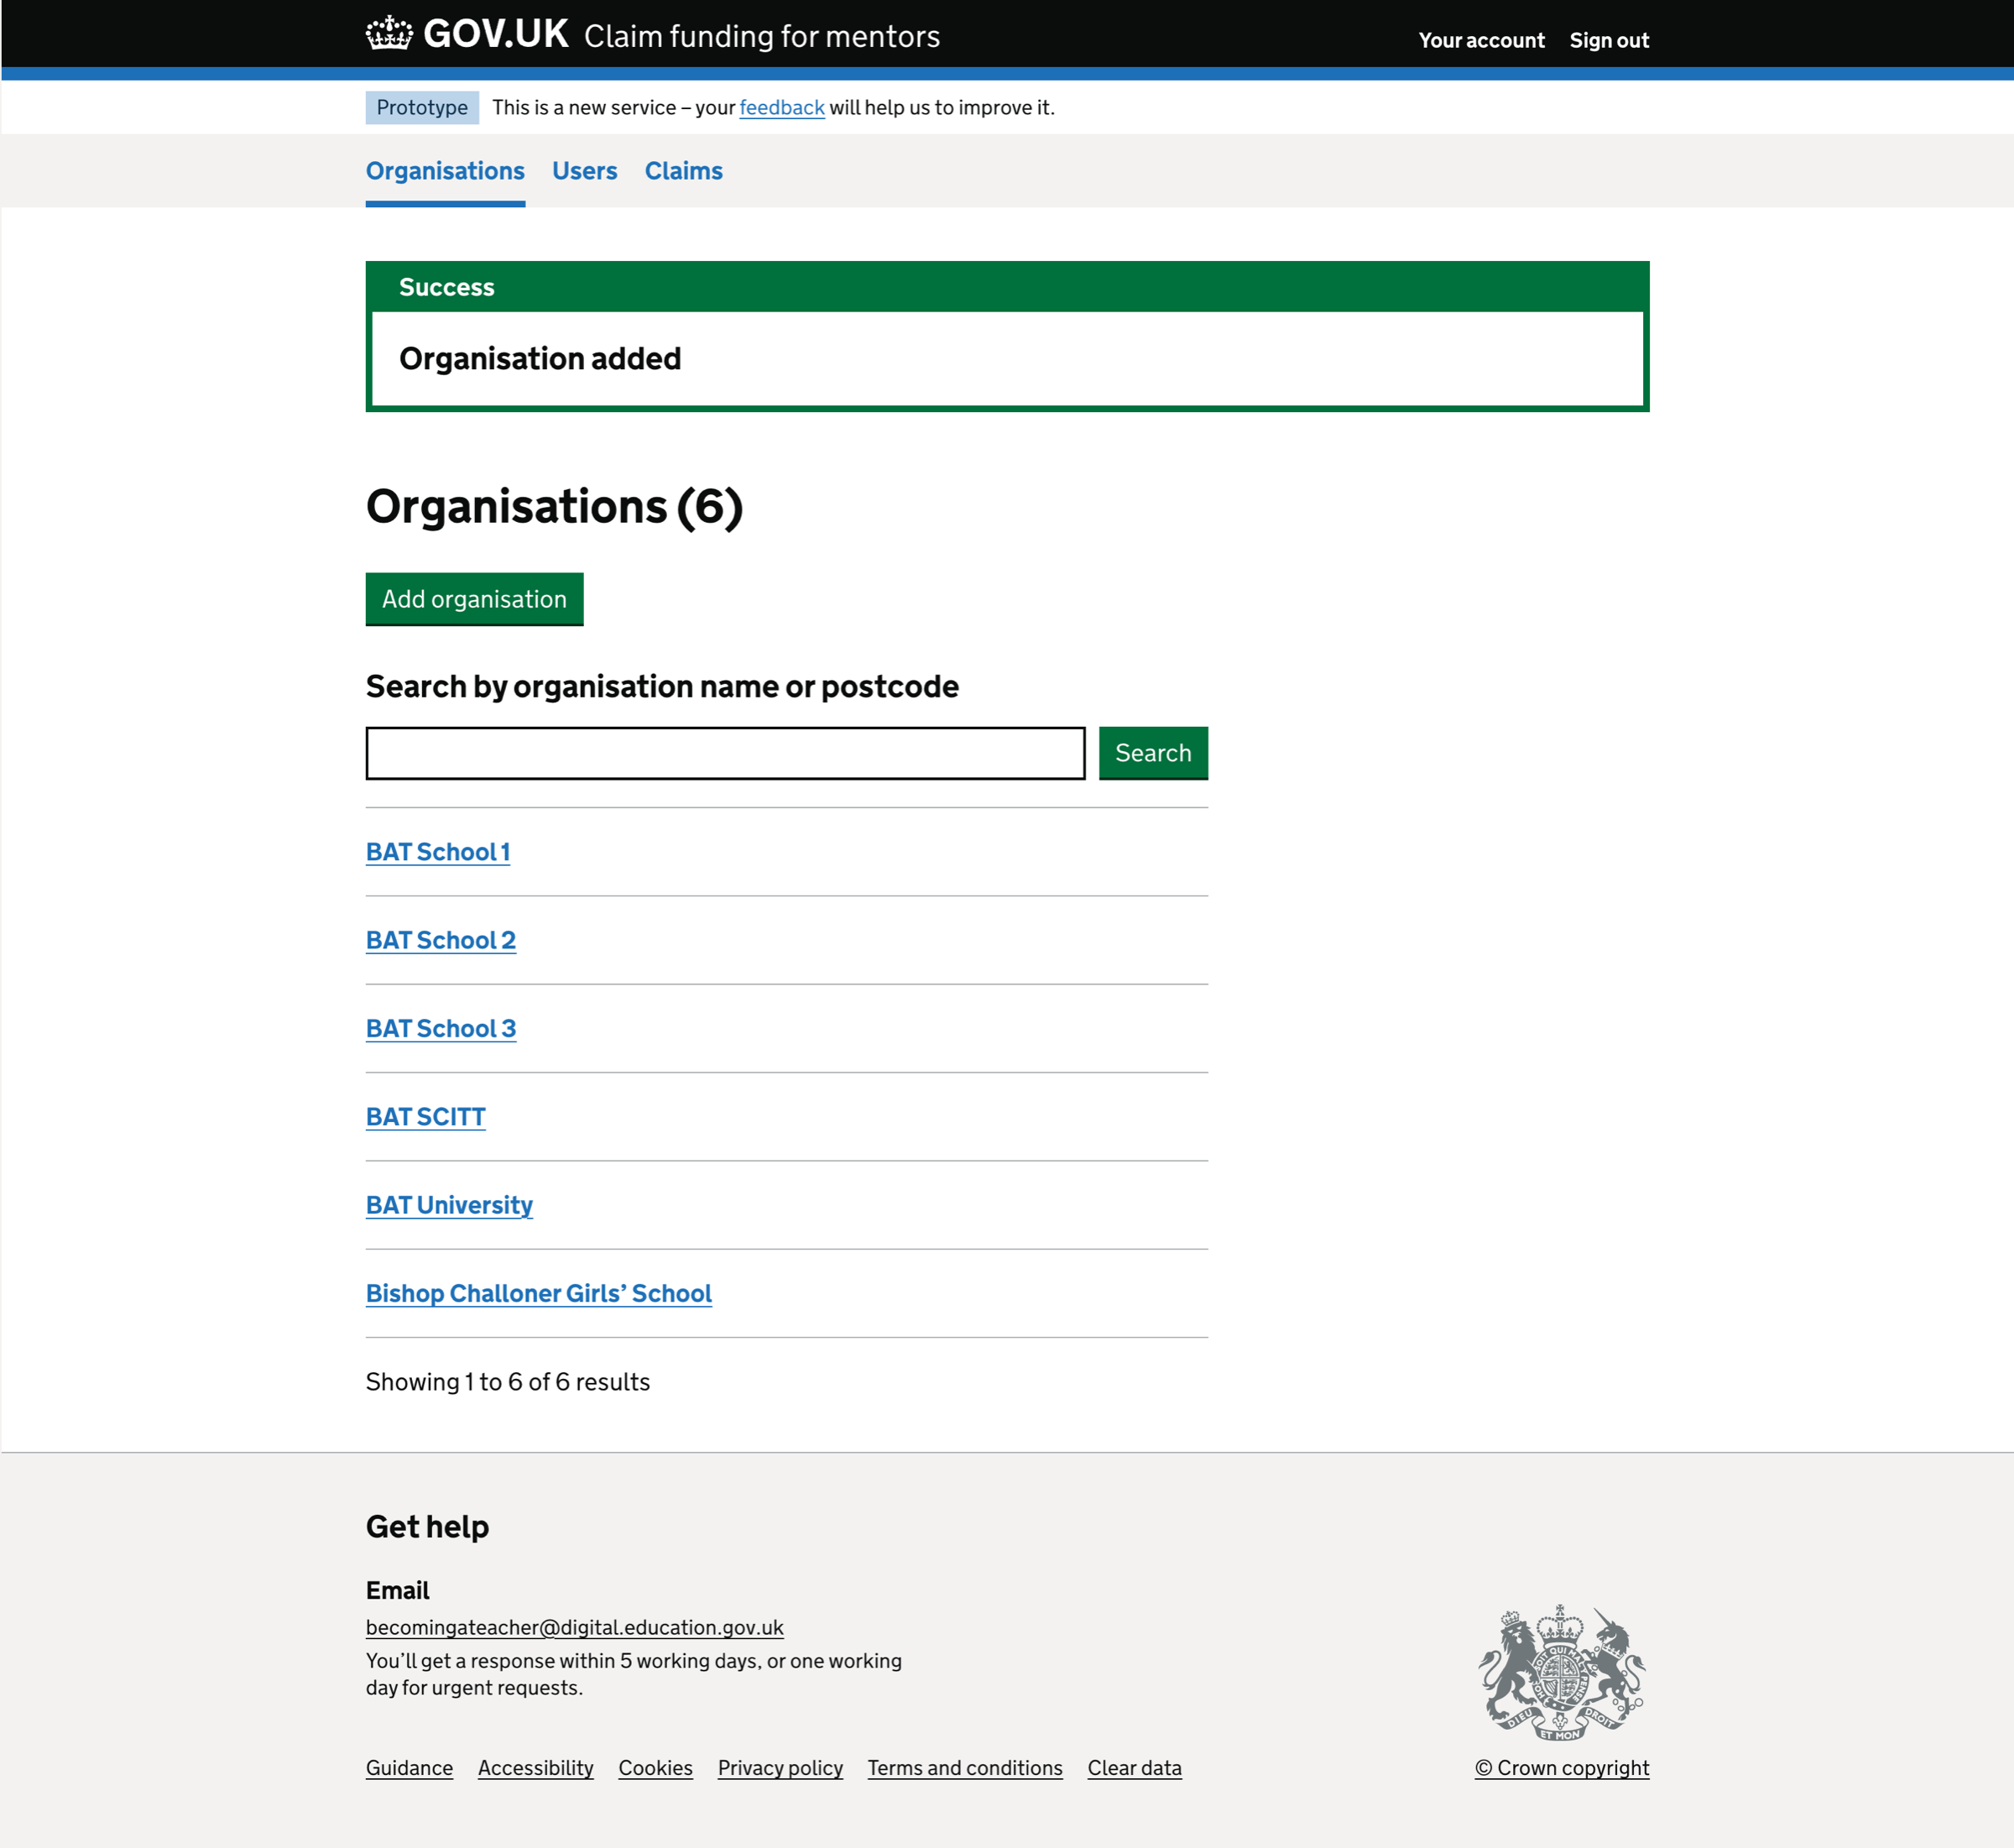 GOV.UK Claim funding for mentors
Your account Sign out
Prototype This is a new service – your feedback will help us to improve it.
Organisations Users Claims
Success
Organisation added
Organisations (6)
Add organisation
Search by organisation name or postcode
Search
BAT School 1
BAT School 2
BAT School 3
BAT SCITT
BAT University
Bishop Challoner Girls’ School
Showing 1 to 6 of 6 results
Get help
Email
becomingateacher@digital.education.gov.uk
You’ll get a response within 5 working days, or one working
day for urgent requests.
DIEU ET MON DROIT
Guidance Accessibility Cookies Privacy policy Terms and conditions Clear data
© Crown copyright